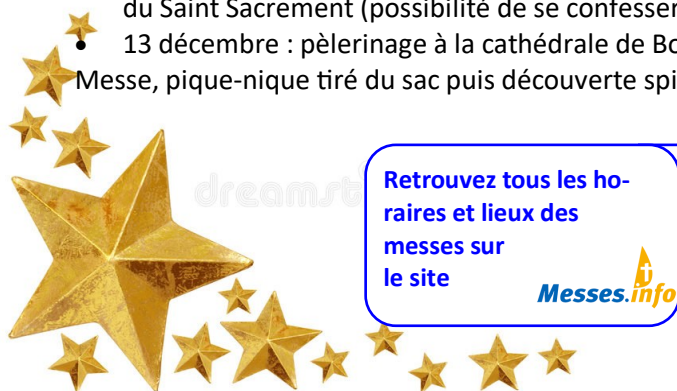 du Saint Sacrement (possibilité de se confesser
• 13 décembre : pèlerinage à la cathédrale de Bo
Messe, pique-nique tiré du sac puis découverte spi
dreamst
Retrouvez tous les ho-
raires et lieux des
messes sur
le site
Messes.info